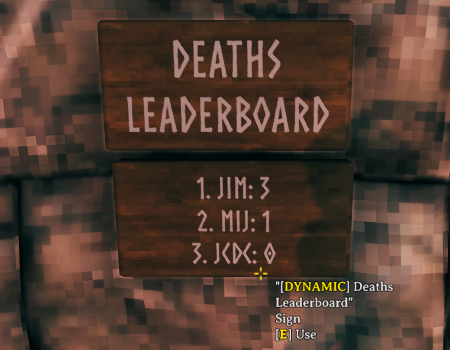 DEATHS
LEADERBOARD
1. JIM: 3
2. MIJ: 1
3. JCDC: 0
"[DYNAMIC] Deaths
Leaderboard"
Sign
[E] Use